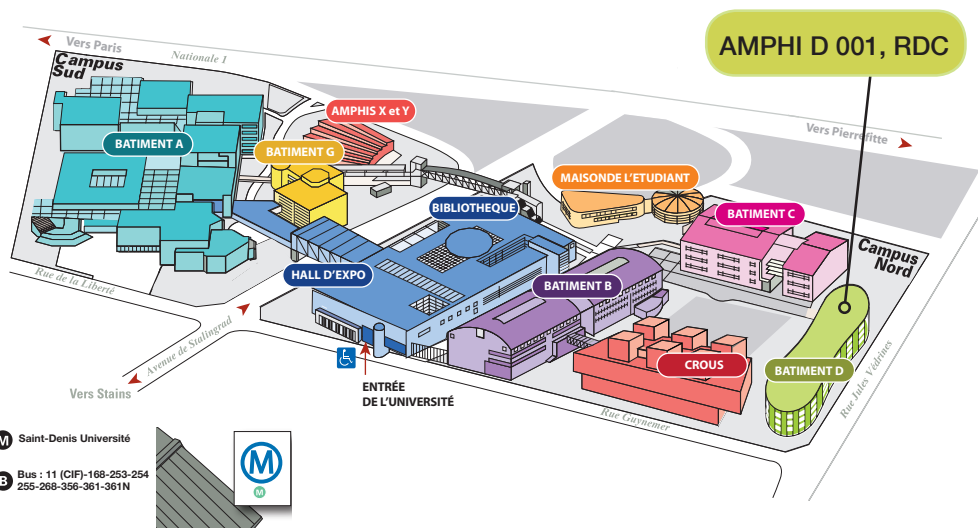 AMPHI D 001, RDC
Vers Paris
Nationale 1
Campus
Sud
AMPHIS X et Y
Vers Pierrefitte
BATIMENT A
BATIMENT G
MAISONDE L'ETUDIANT
BIBLIOTHEQUE
BATIMENT C
Campus
Nord
HALL D'EXPO
BATIMENT B
Rue de la Liberté
Avenue de Stalingrad
CROUS
BATIMENT D
Rue Jules Védrines
Vers Stains
ENTRÉE
DE L'UNIVERSITÉ
Rue Guynemer
M Saint-Denis Université
B Bus : 11 (CIF)-168-253-254
255-268-356-361-361N
M
M